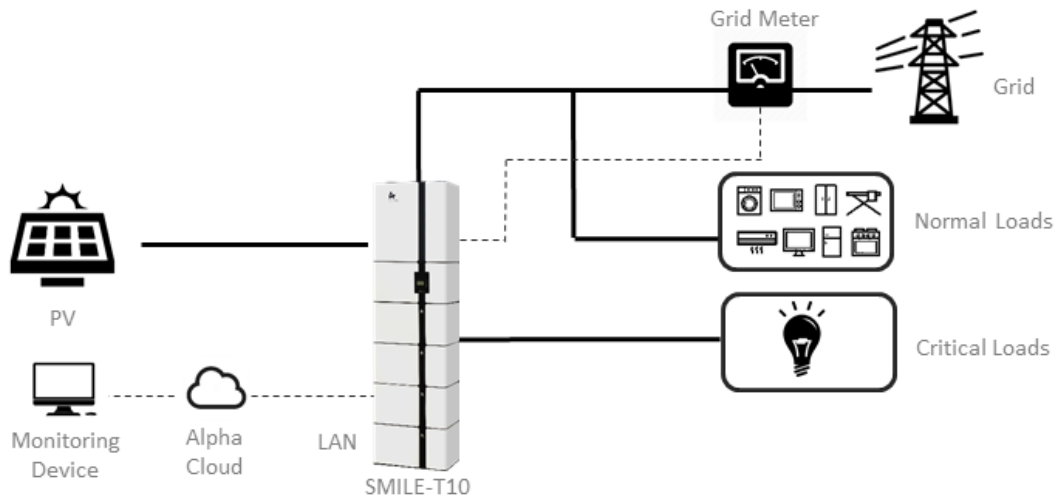 Grid Meter
Grid
Normal Loads
PV
Critical Loads
Monitoring
Device
Alpha
Cloud
LAN
SMILE-T10